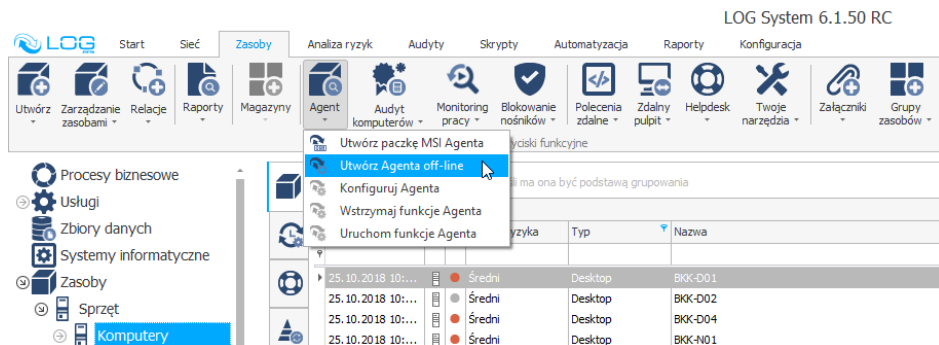 LOG System 6.1.50 RC
LOG Start Sieć Zasoby Analiza ryzyk Audyty Skrypty Automatyzacja Raporty Konfiguracja
Utwórz Zarządzanie zasobami Relacje Raporty Magazyny Agent Audyt komputerów Monitoring pracy Blokowanie nośników Polecenia zdalne Zdalny pulpit Helpdesk Twoje narzędzia Załączniki Grupy zasobów
Utwórz paczkę MSI Agenta
yciski funkcyjne
Utwórz Agenta off-line
Konfiguruj Agenta
Wstrzymaj funkcje Agenta
Uruchom funkcje Agenta
Procesy biznesowe
Usługi
Zbiory danych
Systemy informatyczne
Zasoby
Sprzęt
Komputery
ma ona być podstawą grupowania
yzyka Typ Nazwa
25.10.2018 10:... Średni Desktop BKK-D01
25.10.2018 10:... Średni Desktop BKK-D02
25.10.2018 10:... Średni Desktop BKK-D04
25.10.2018 10:... Średni Desktop BKK-N01